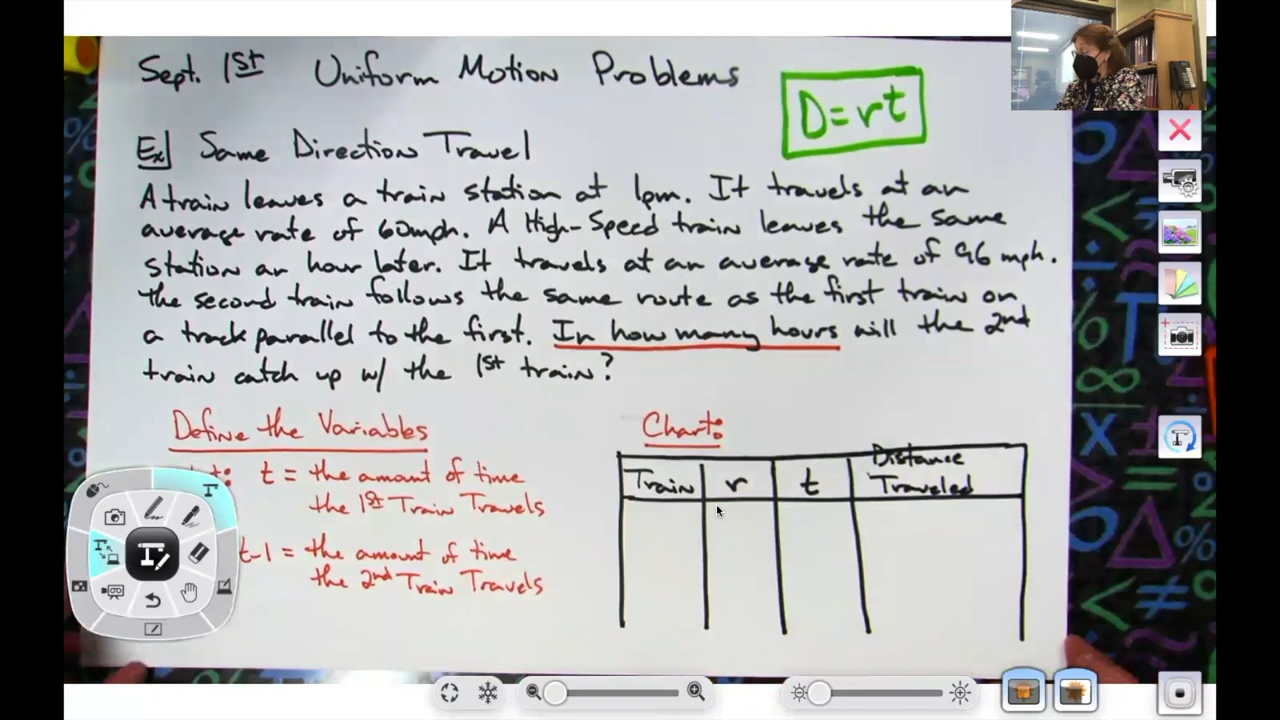 Sept. 1st Uniform Motion Problems
D=rt
Ex Same Direction Travel
A train leaves a train station at 1pm. It travels at an
average rate of 60mph. A High-Speed train leaves the same
station an hour later. It travels at an average rate of 96 mph.
The second train follows the same route as the first train on
a track parallel to the first. In how many hours will the 2nd
train catch up w/ the 1st train?
Define the Variables
t = the amount of time
the 1st Train Travels
t-1 = the amount of time
the 2nd Train Travels
Chart:
Train r t Distance Traveled